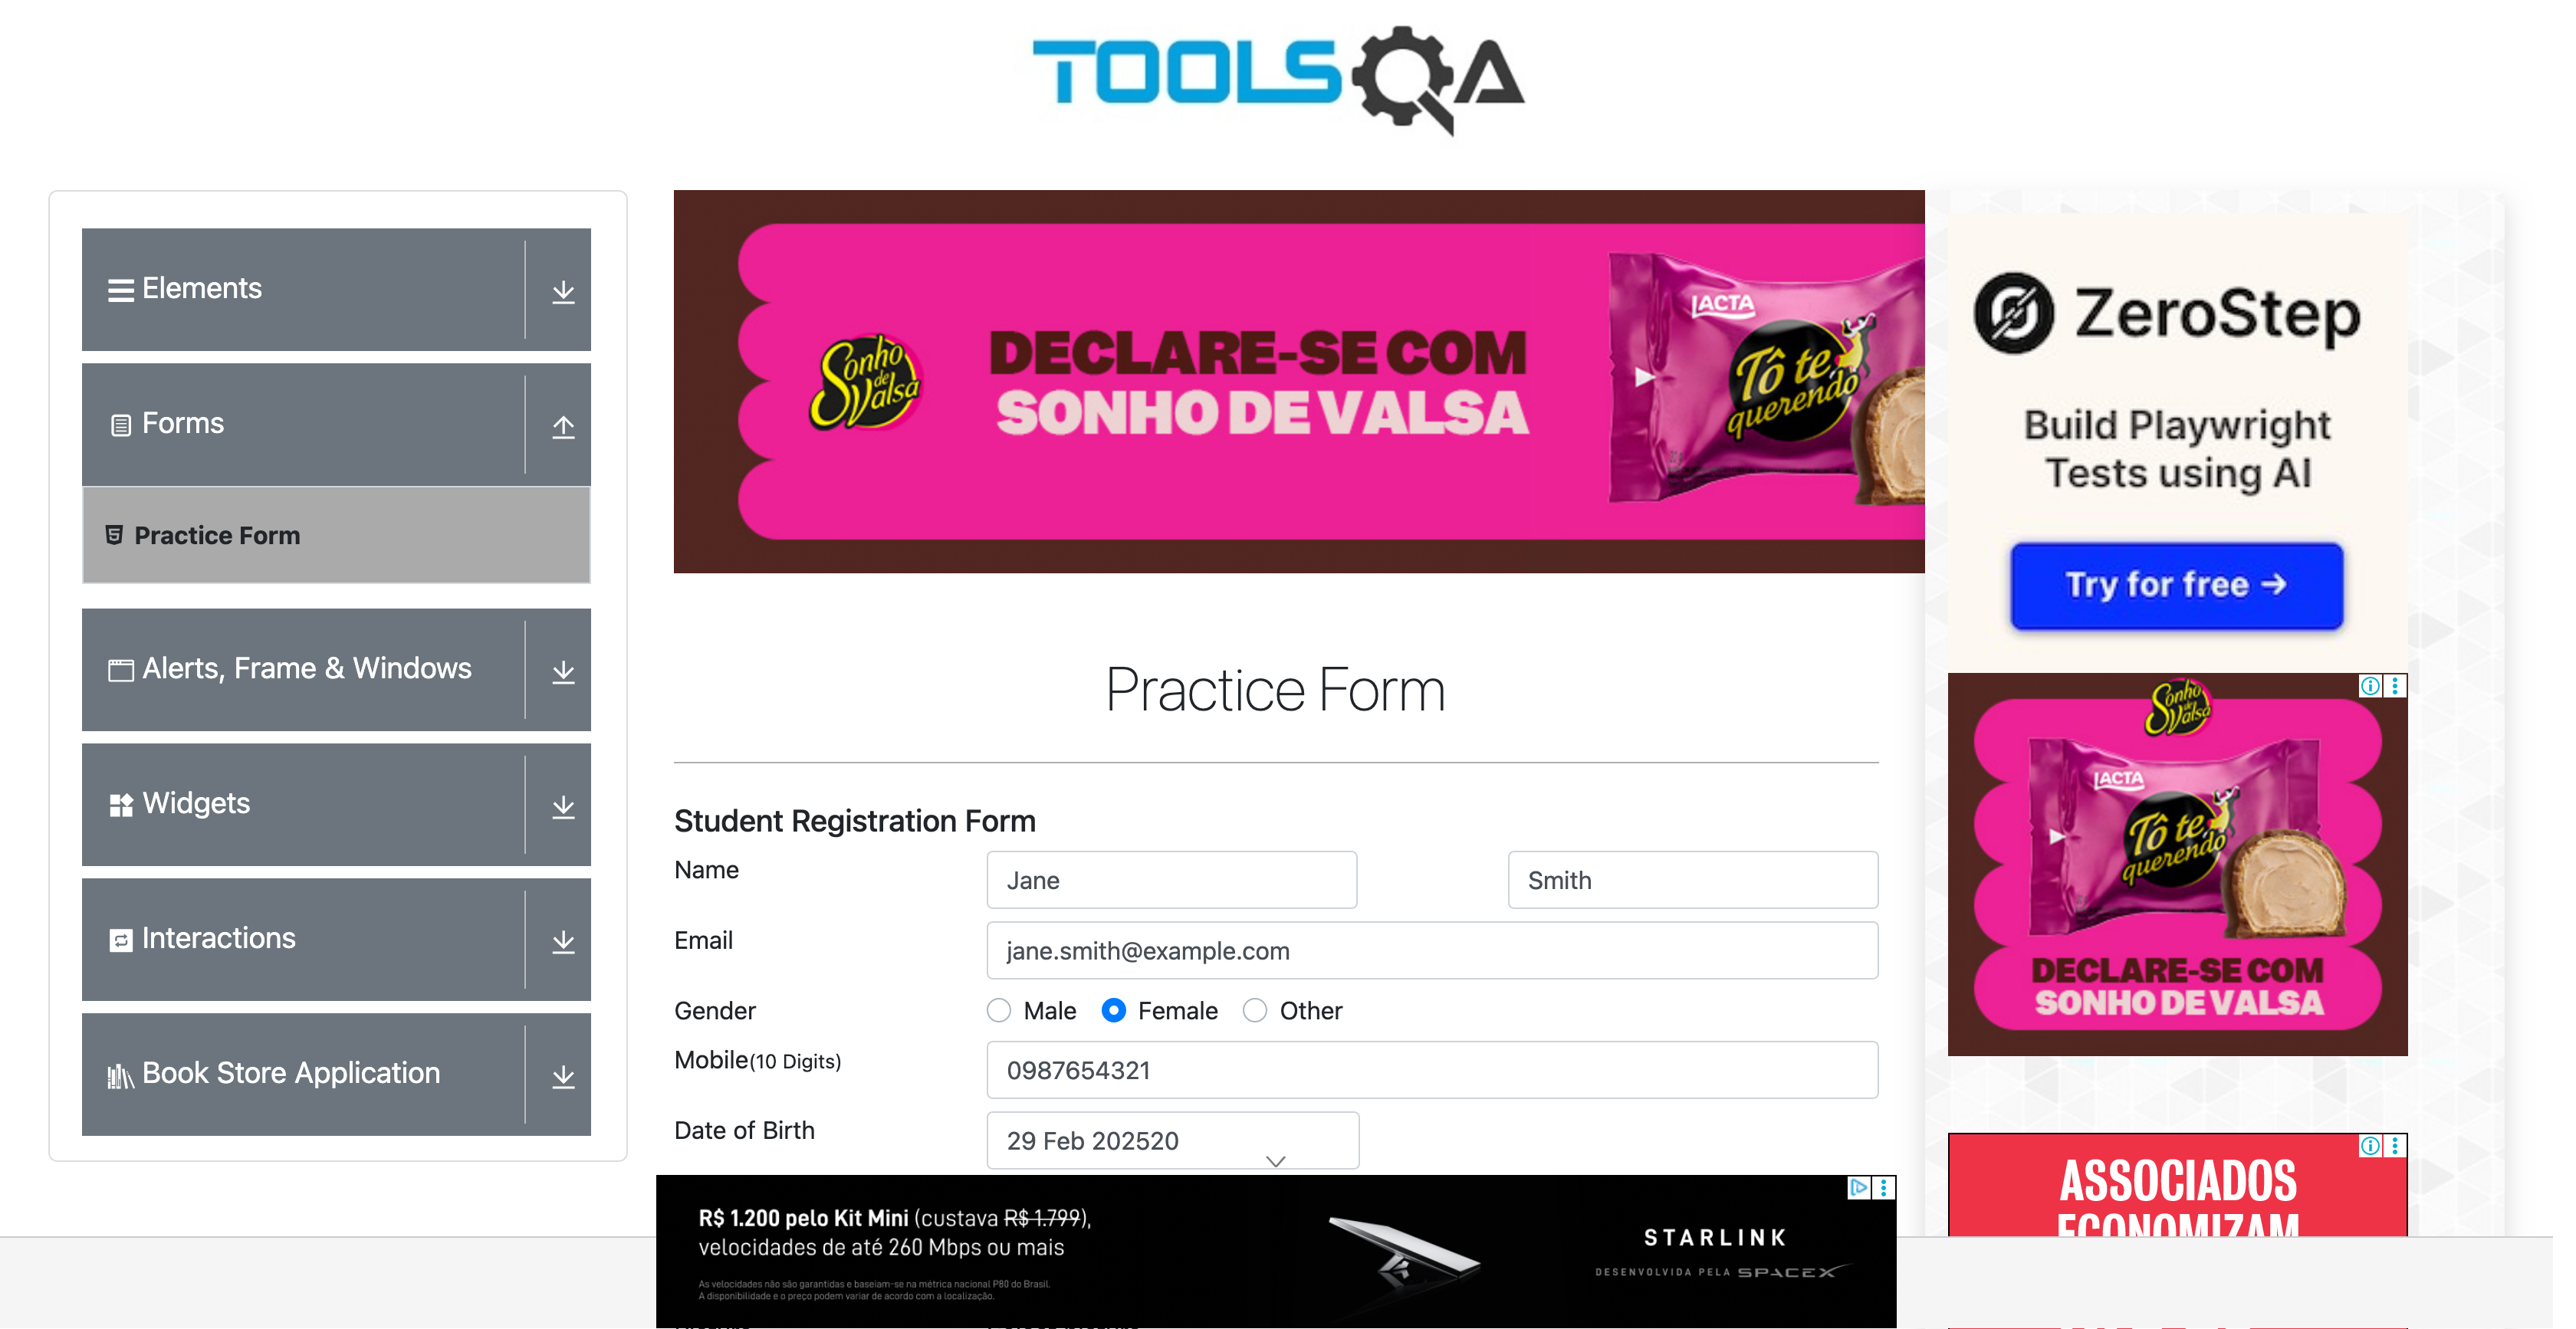 TOOLSQA
Elements
Forms
Practice Form
Alerts, Frame & Windows
Widgets
Interactions
Book Store Application
Sonho de Valsa
DECLARE-SE COM
SONHO DE VALSA
LACTA
Tô te
querendo
Practice Form
Student Registration Form
Name
Jane
Smith
Email
jane.smith@example.com
Gender
Male
Female
Other
Mobile(10 Digits)
0987654321
Date of Birth
29 Feb 202520
R$ 1.200 pelo Kit Mini (custava R$ 1.799),
velocidades de até 260 Mbps ou mais
As velocidades não são garantidas e baseiam-se na métrica nacional P80 do Brasil.
A disponibilidade e o preço podem variar de acordo com a localização.
STARLINK
DESENVOLVIDA PELA SPACEX
ZeroStep
Build Playwright
Tests using AI
Try for free →
Sonho de Valsa
LACTA
Tô te
querendo
DECLARE-SE COM
SONHO DE VALSA
ASSOCIADOS
ECONOMIZAM